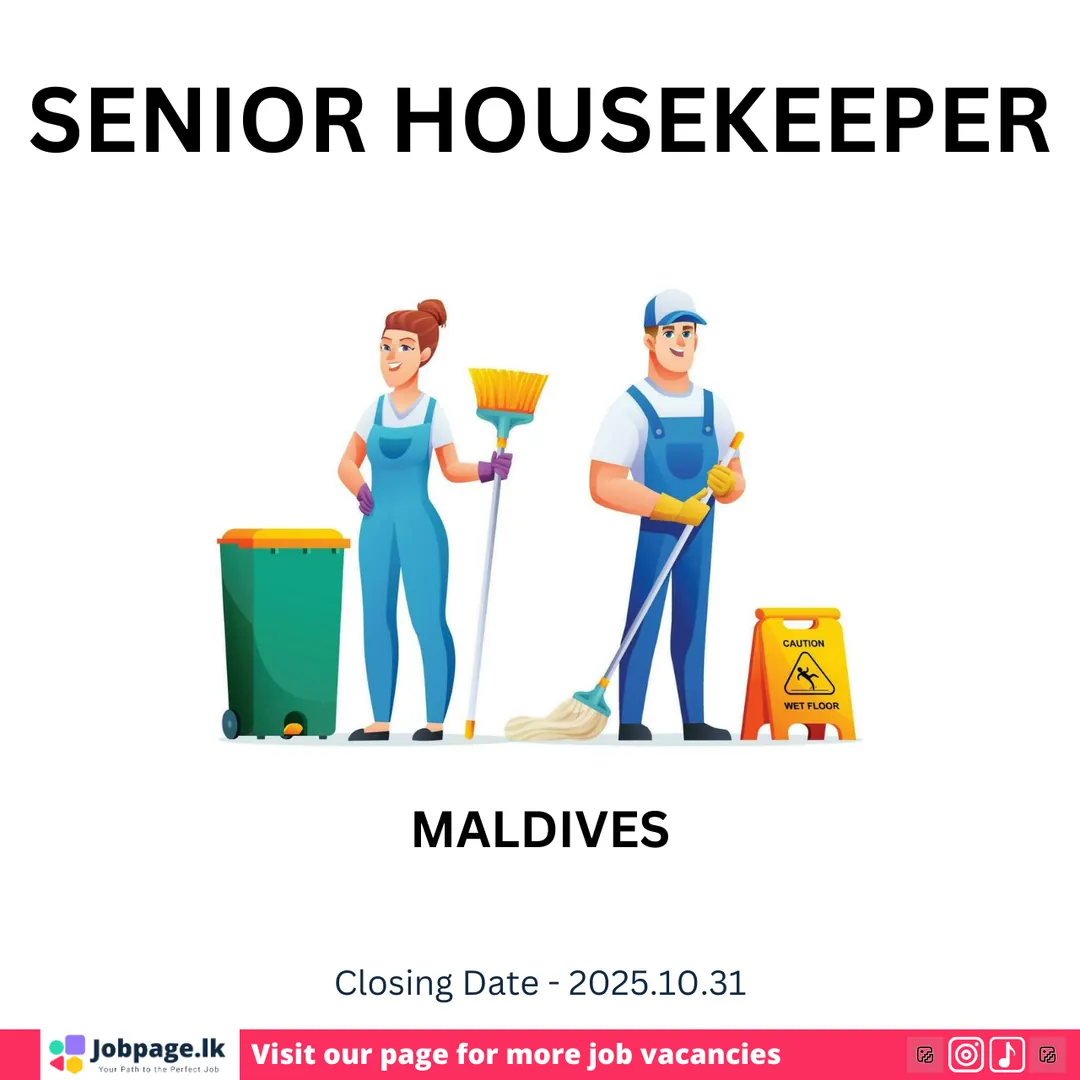 SENIOR HOUSEKEEPER
CAUTION
WET FLOOR
MALDIVES
Closing Date - 2025.10.31
Jobpage.lk
Your Path to the Perfect Job
Visit our page for more job vacancies